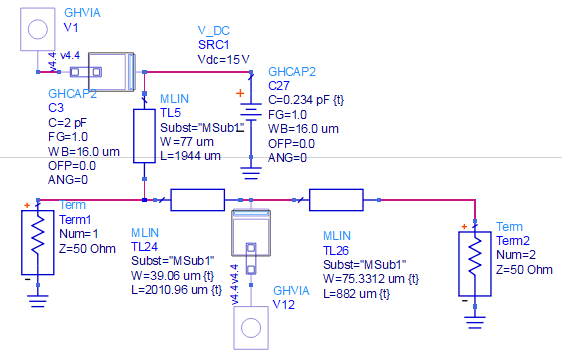 GHVIA
V1
v4.4
v4.4
V_DC
SRC1
Vdc=15 V
GHCAP2
C3
C=2 pF
FG=1.0
WB=16.0 um
OFP=0.0
ANG=0
MLIN
TL5
Subst="MSub1"
W=77 um
L=1944 um
GHCAP2
C27
C=0.234 pF {t}
FG=1.0
WB=16.0 um
OFP=0.0
ANG=0
Term
Term1
Num=1
Z=50 Ohm
MLIN
TL24
Subst="MSub1"
W=39.06 um {t}
L=2010.96 um {t}
v4.4
v4.4
GHVIA
V12
MLIN
TL26
Subst="MSub1"
W=75.3312 um {t}
L=882 um {t}
Term
Term2
Num=2
Z=50 Ohm